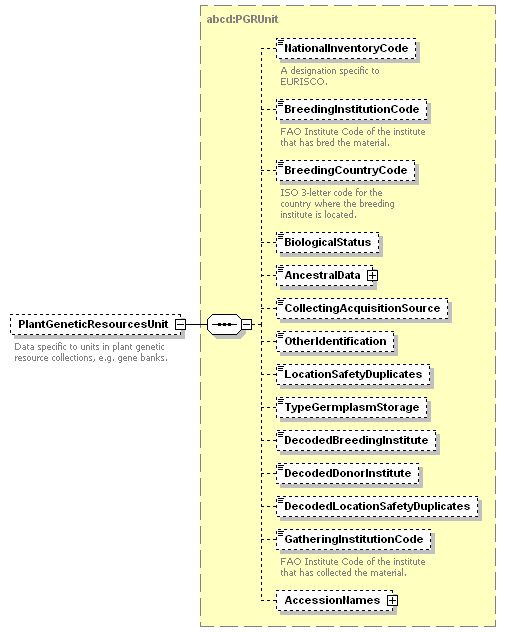 abcd:PGRUnit
NationalInventoryCode
A designation specific to
EURISCO.
BreedingInstitutionCode
FAO Institute Code of the institute
that has bred the material.
BreedingCountryCode
ISO 3-letter code for the
country where the breeding
institute is located.
BiologicalStatus
AncestralData
CollectingAcquisitionSource
PlantGeneticResourcesUnit
Data specific to units in plant genetic
resource collections, e.g. gene banks.
OtherIdentification
LocationSafetyDuplicates
TypeGermplasmStorage
DecodedBreedingInstitute
DecodedDonorInstitute
DecodedLocationSafetyDuplicates
GatheringInstitutionCode
FAO Institute Code of the institute
that has collected the material.
AccessionNames